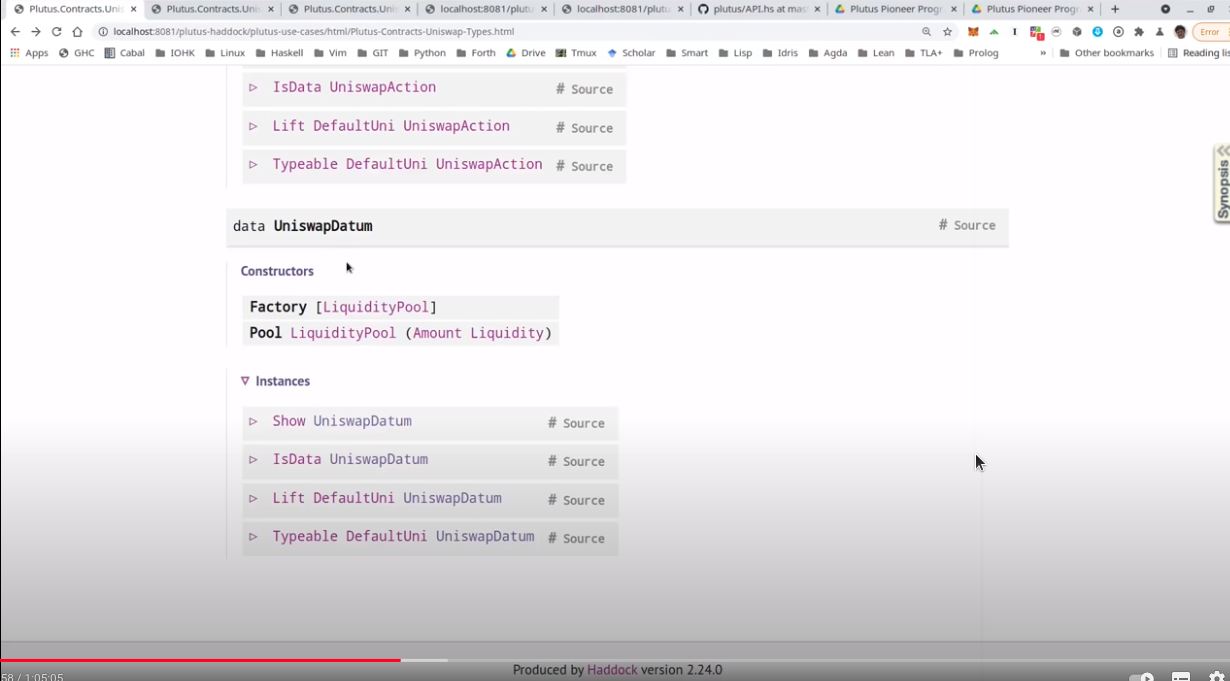 Plutus.Contracts.Unis × Plutus.Contracts.Unis × Plutus.Contracts.Unis × localhost:8081/plutu × localhost:8081/plutu × plutus/API.hs at mas × Plutus Pioneer Progr × Plutus Pioneer Progr × +
localhost:8081/plutus-haddock/plutus-use-cases/html/Plutus-Contracts-Uniswap-Types.html Error
Apps GHC Cabal IOHK Linux Haskell Vim GIT Python Forth Drive Tmux Scholar Smart Lisp Idris Agda Lean TLA+ Prolog » Other bookmarks Reading lis
▷ IsData UniswapAction # Source
▷ Lift DefaultUni UniswapAction # Source
▷ Typeable DefaultUni UniswapAction # Source
Synopsis
data UniswapDatum # Source
Constructors
Factory [LiquidityPool]
Pool LiquidityPool (Amount Liquidity)
▽ Instances
▷ Show UniswapDatum # Source
▷ IsData UniswapDatum # Source
▷ Lift DefaultUni UniswapDatum # Source
▷ Typeable DefaultUni UniswapDatum # Source
Produced by Haddock version 2.24.0
58 / 1:05:05